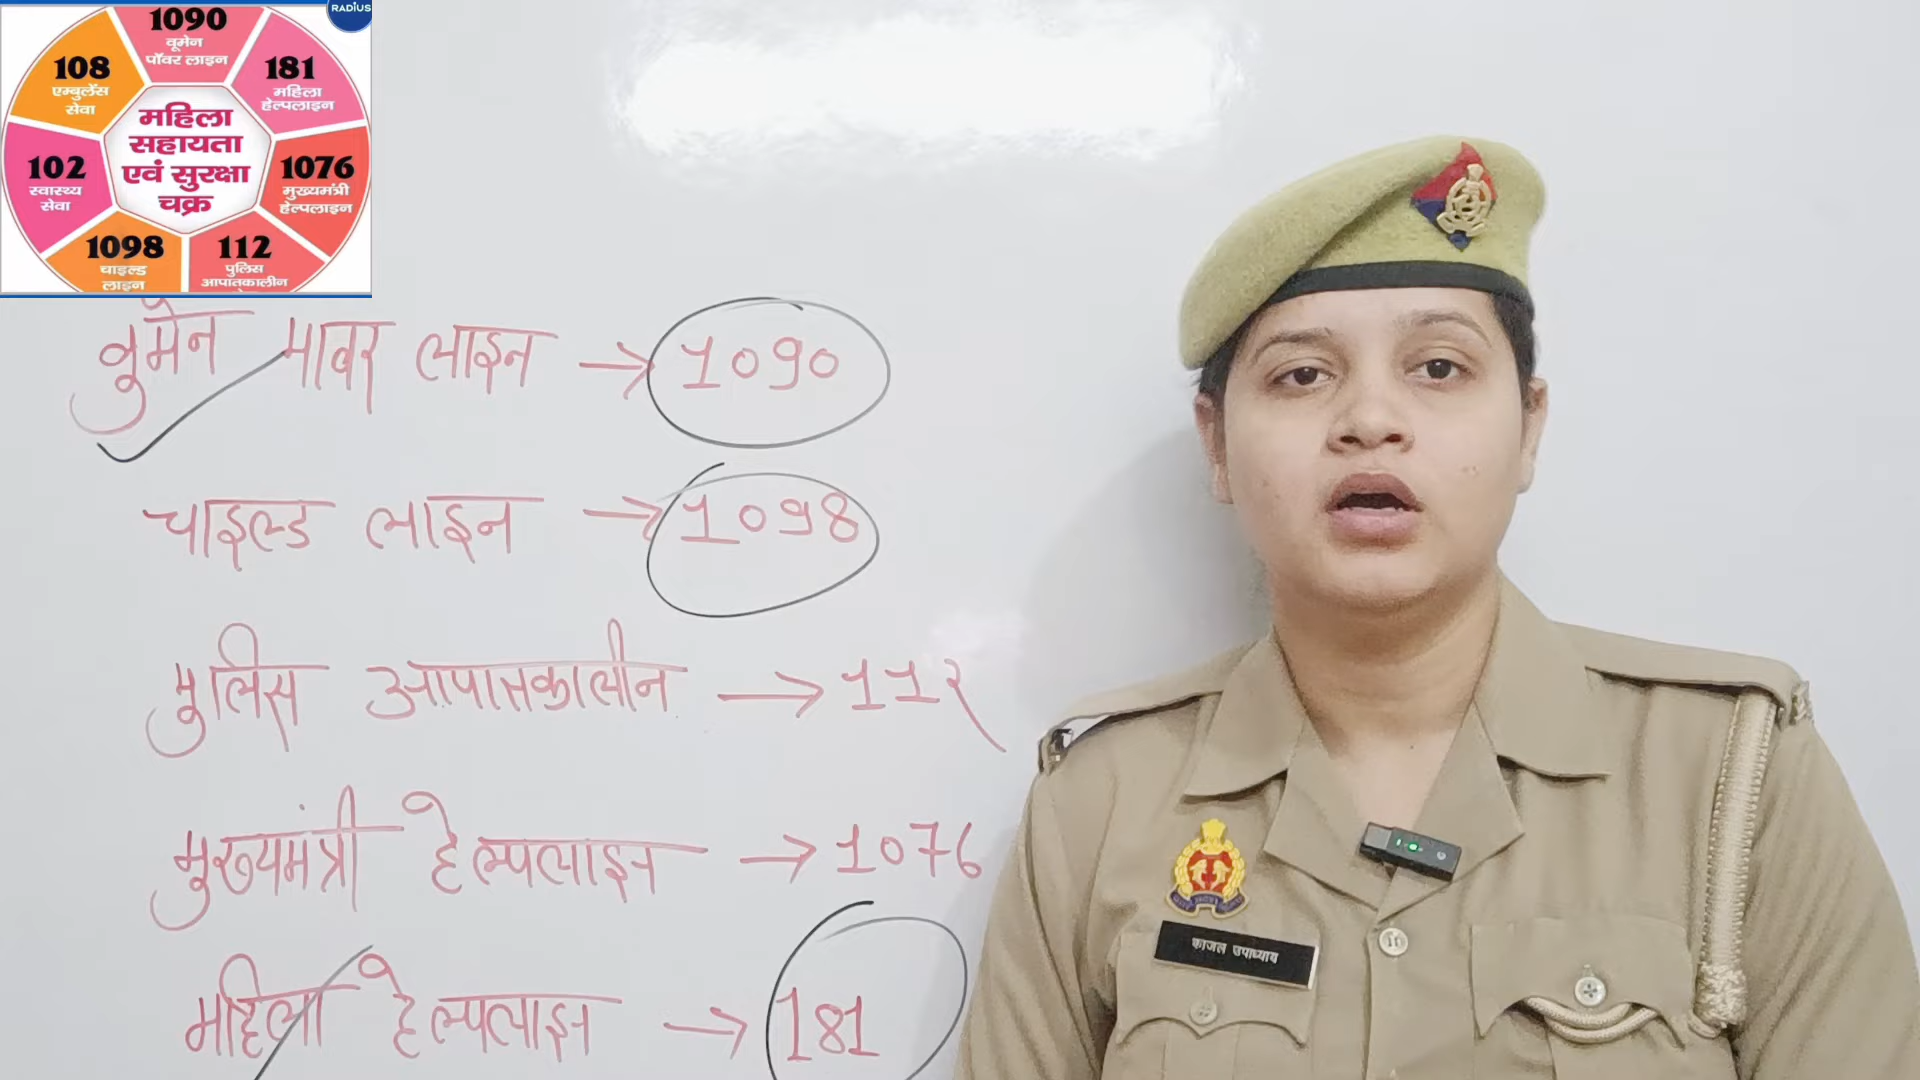 RADIUS
1090
वूमेन
पॉवर लाइन
108
एम्बुलेंस
सेवा
181
महिला
हेल्पलाइन
महिला
सहायता
एवं सुरक्षा
चक्र
102
स्वास्थ्य
सेवा
1076
मुख्यमंत्री
हेल्पलाइन
1098
चाइल्ड
लाइन
112
पुलिस
आपातकालीन
वुमेन पावर लाइन → 1090
चाइल्ड लाइन → 1098
पुलिस आपातकालीन → 112
मुख्यमंत्री हेल्पलाइन → 1076
महिला हेल्पलाइन → 181
काजल उपाध्याय